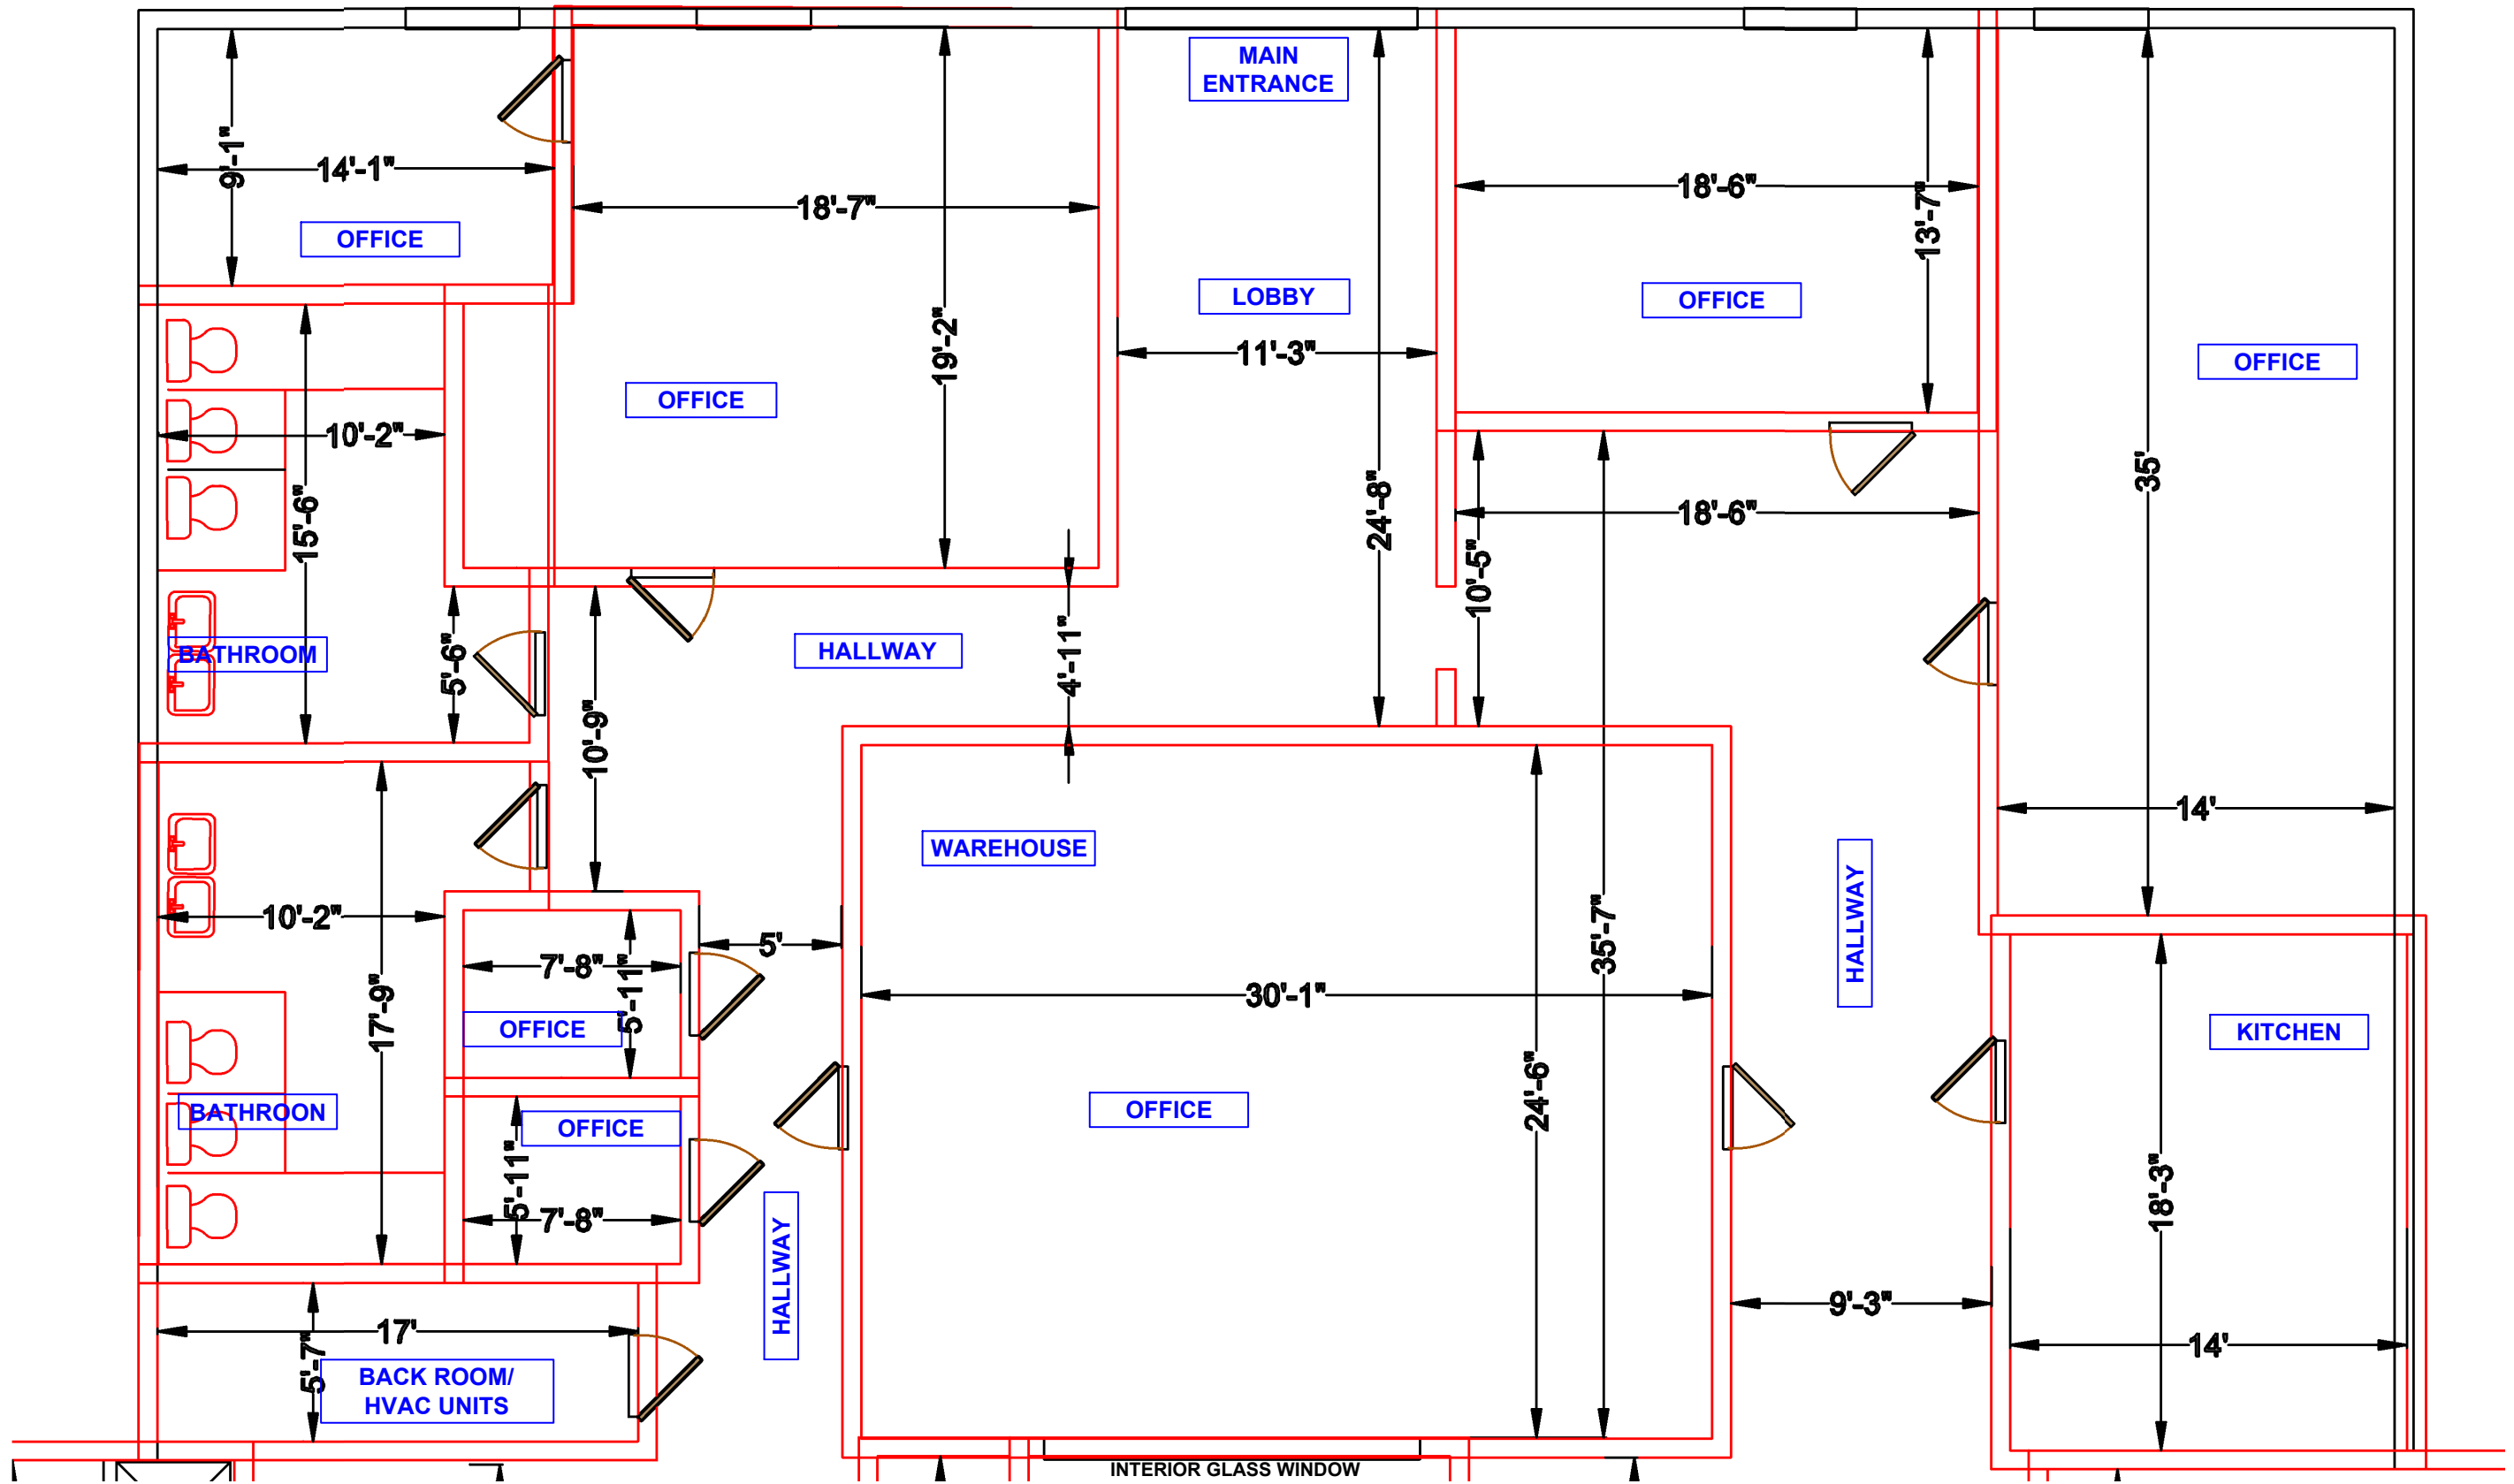 MAIN
ENTRANCE
9'-1"
14'-1"
18'-7"
18'-6"
13'-7"
OFFICE
LOBBY
OFFICE
19'-2"
11'-3"
OFFICE
OFFICE
10'-2"
15'-6"
24'-8"
35'
18'-6"
10'-5"
BATHROOM
5'-6"
HALLWAY
4'-11"
10'-9"
14'
WAREHOUSE
HALLWAY
10'-2"
7'-8"
5'
35'-7"
5'-11"
17'-9"
30'-1"
OFFICE
KITCHEN
24'-6"
BATHROON
OFFICE
OFFICE
5'-11"
7'-8"
18'-3"
HALLWAY
9'-3"
17'
14'
5'-7"
BACK ROOM/
HVAC UNITS
INTERIOR GLASS WINDOW